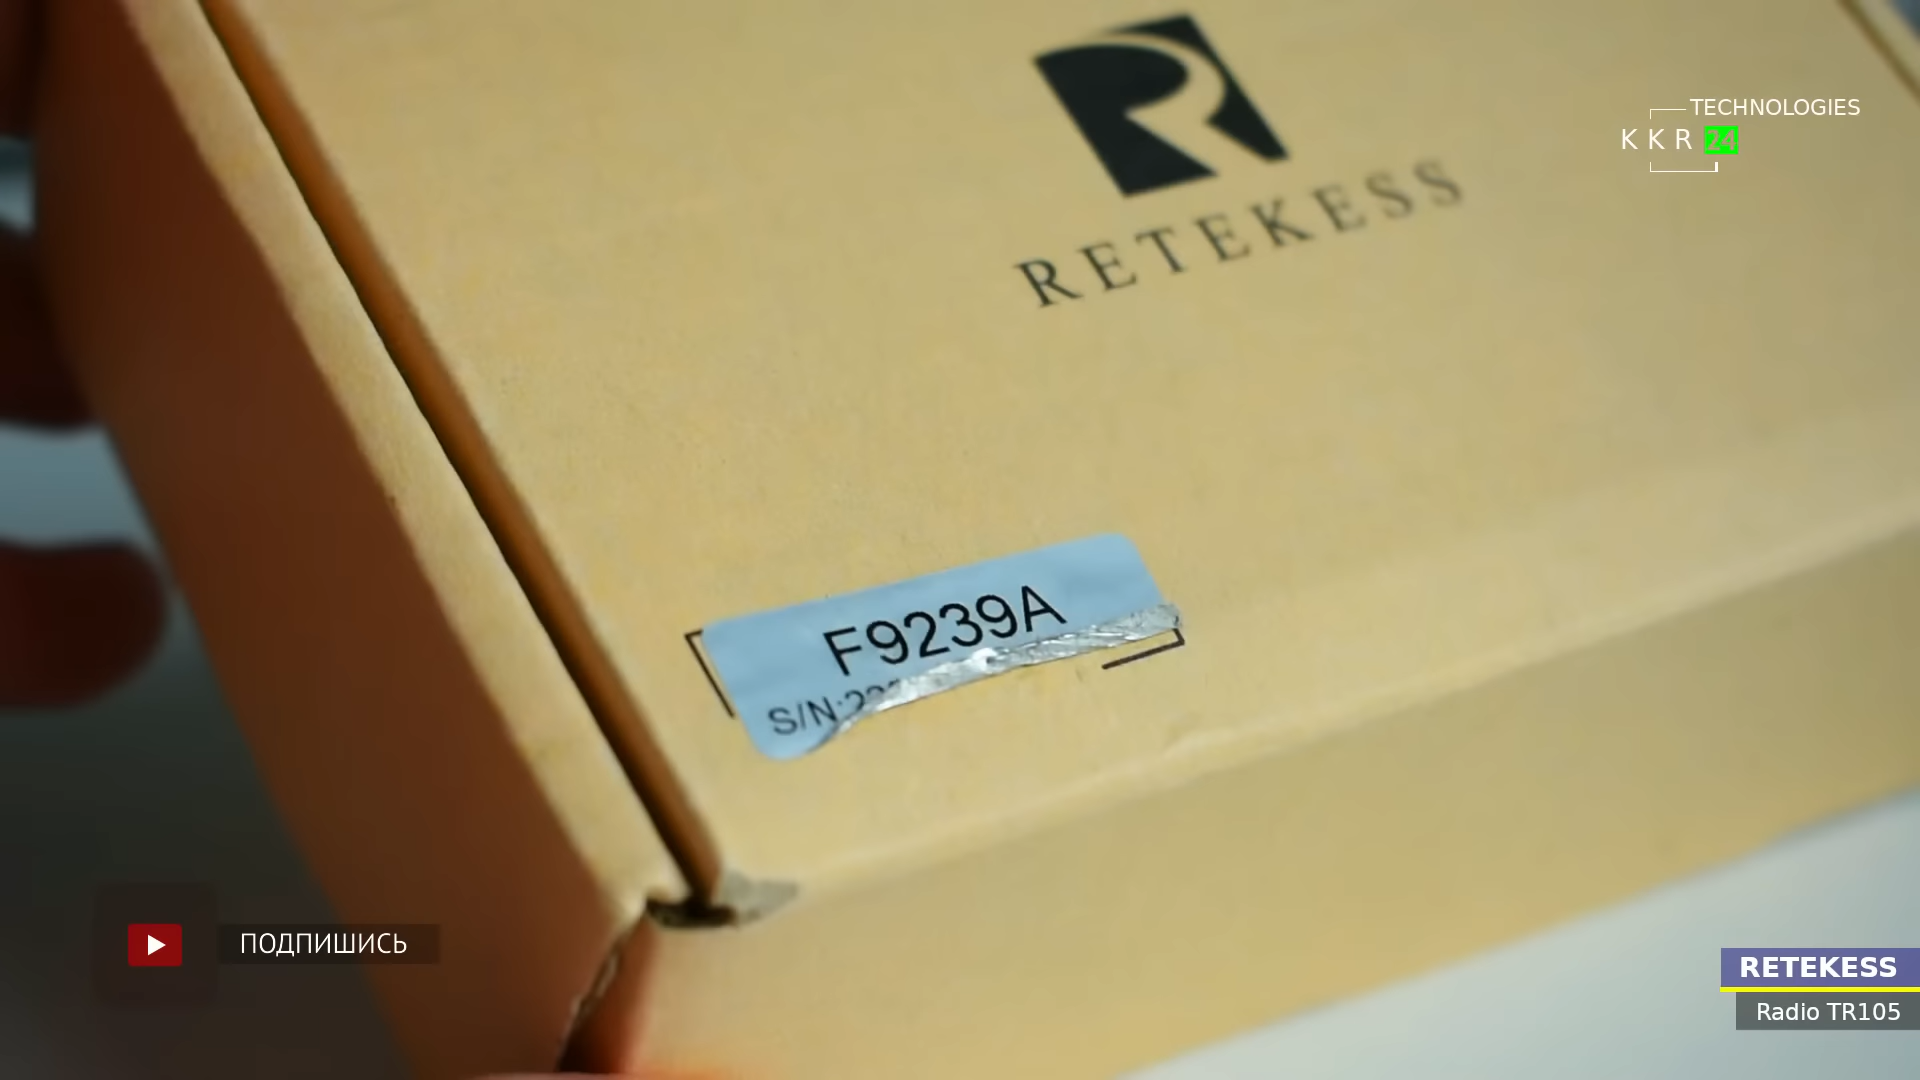 TECHNOLOGIES
KKR 24
RETEKESS
F9239A
S/N:
ПОДПИШИСЬ
RETEKESS
Radio TR105